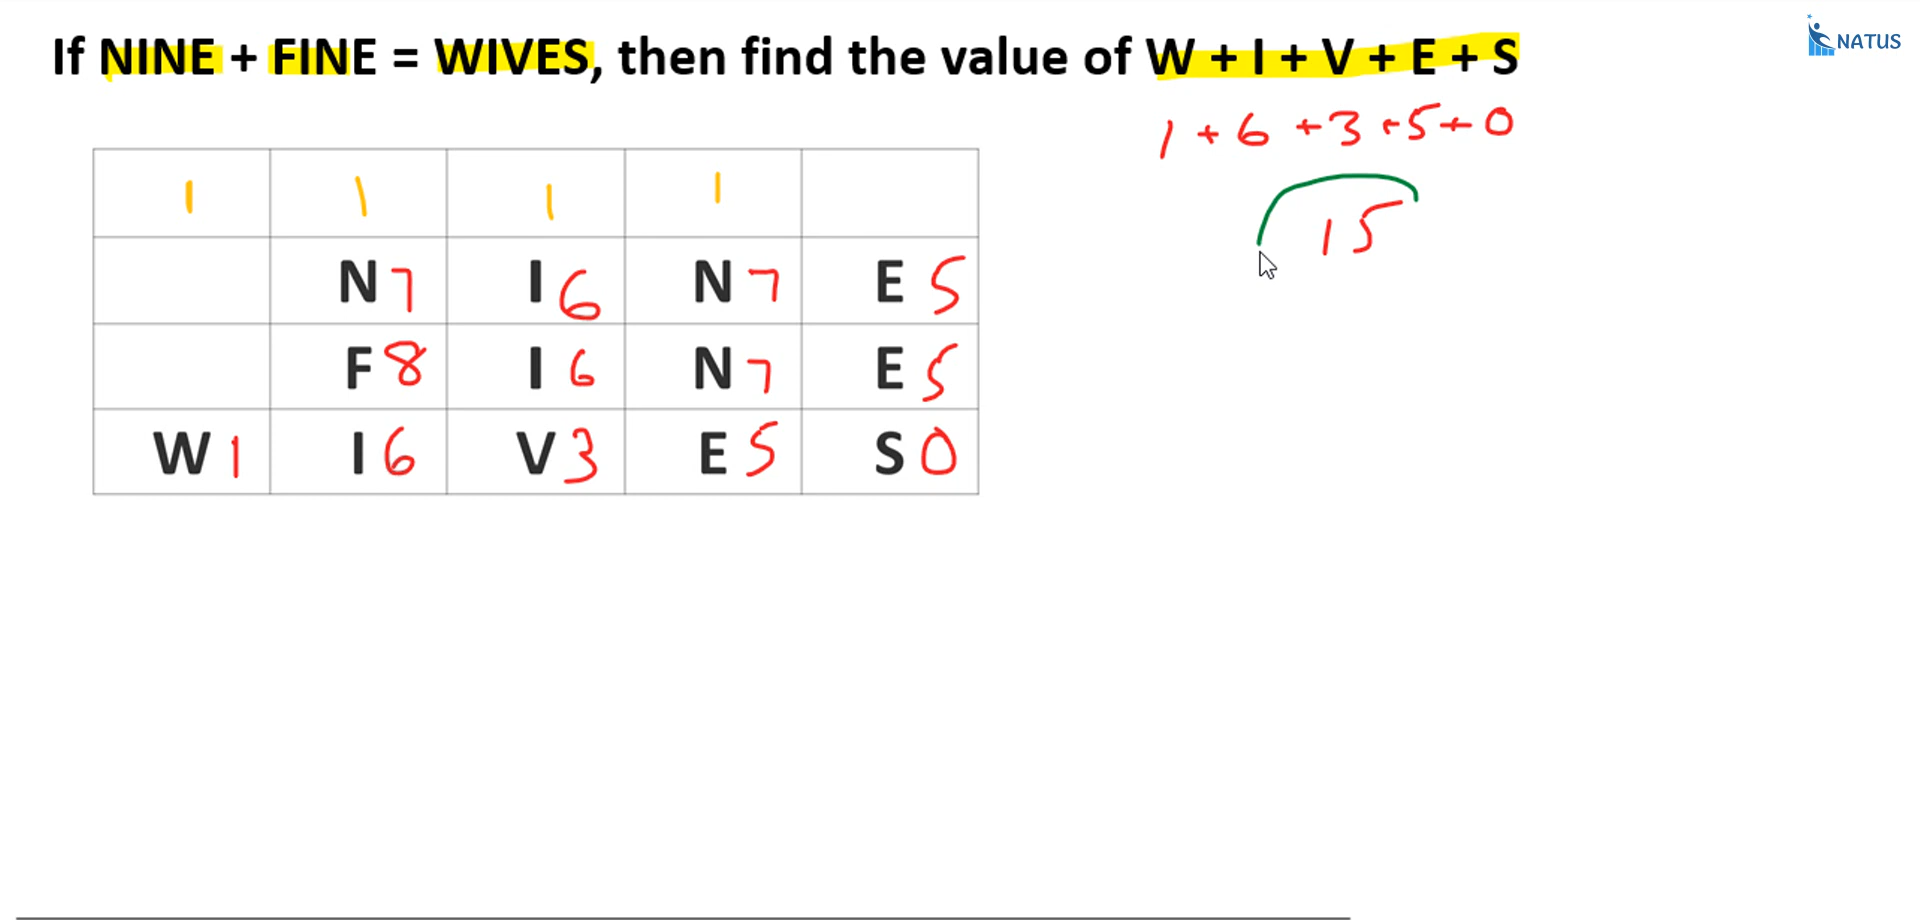 If NINE + FINE = WIVES, then find the value of W + I + V + E + S
NATUS
1 + 6 + 3 + 5 + 0
15
1 1 1 1
N 7 I 6 N 7 E 5
F 8 I 6 N 7 E 5
W 1 I 6 V 3 E 5 S 0